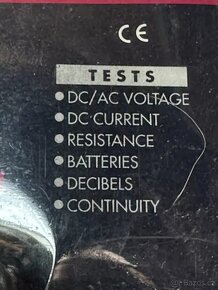 CE
TESTS
• DC/AC VOLTAGE
• DC CURRENT
• RESISTANCE
• BATTERIES
• DECIBELS
• CONTINUITY